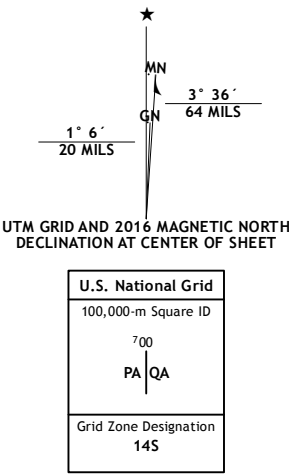 ★
MN
3° 36´
64 MILS
GN
1° 6´
20 MILS
UTM GRID AND 2016 MAGNETIC NORTH
DECLINATION AT CENTER OF SHEET
U.S. National Grid
100,000-m Square ID
⁷00
PA QA
Grid Zone Designation
14S